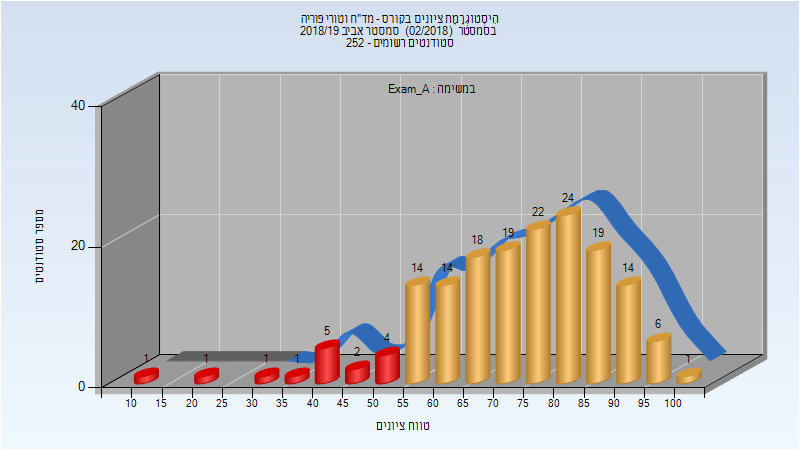 היסטוגרמת ציונים בקורס - מד"ח וטורי פוריה
בסמסטר (02/2018) סמסטר אביב 2018/19
סטודנטים רשומים - 252
במשימה : Exam_A
מספר סטודנטים
40
20
0
1 1 1 1 5 2 4 14 14 18 19 22 24 19 14 6 1
10 15 20 25 30 35 40 45 50 55 60 65 70 75 80 85 90 95 100
טווח ציונים